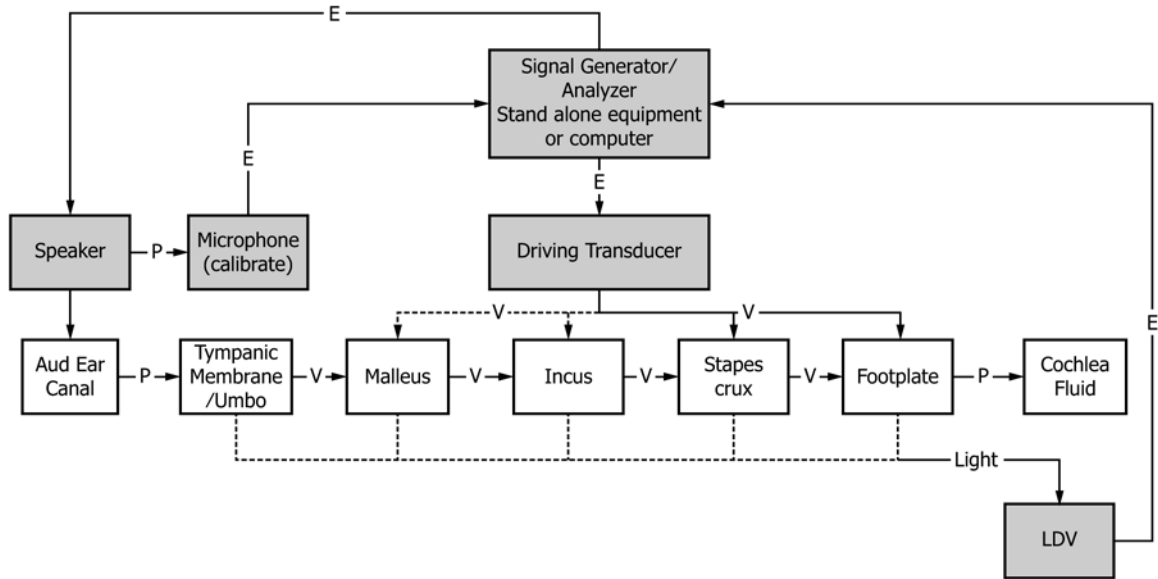 E
Signal Generator/
Analyzer
Stand alone equipment
or computer
E
E
E
Speaker
P
Microphone
(calibrate)
Driving Transducer
V
V
E
Aud Ear
Canal
P
Tympanic
Membrane
/Umbo
V
Malleus
V
Incus
V
Stapes
crux
V
Footplate
P
Cochlea
Fluid
Light
LDV